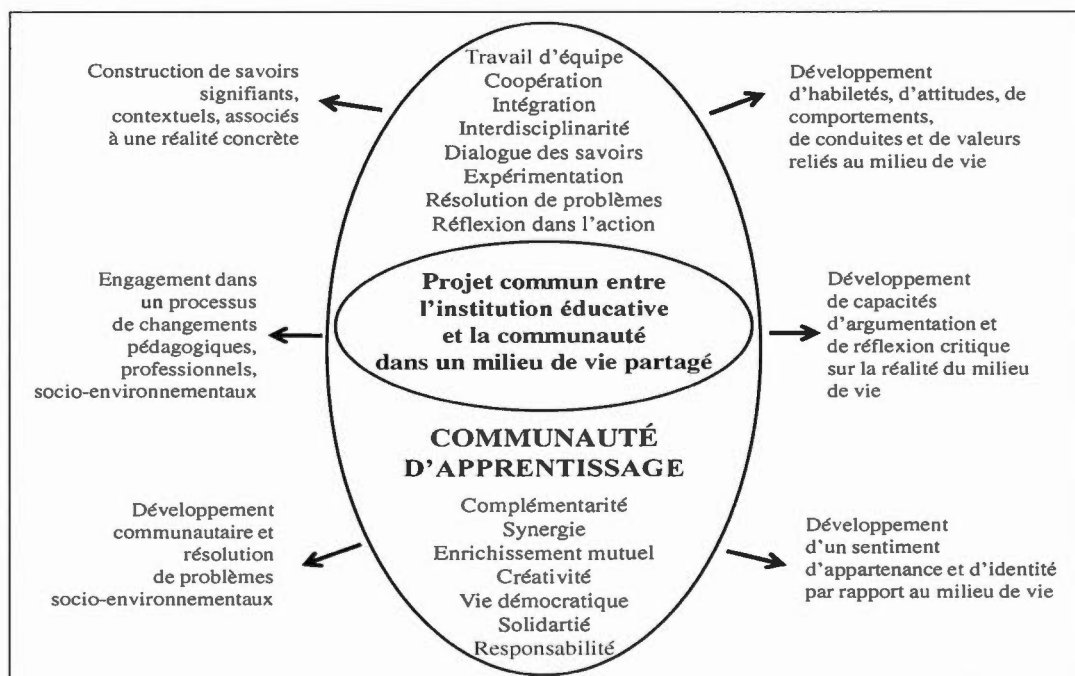 Construction de savoirs
signifiants,
contextuels, associés
à une réalité concrète
Travail d'équipe
Coopération
Intégration
Interdisciplinarité
Dialogue des savoirs
Expérimentation
Résolution de problèmes
Réflexion dans l'action
Développement
d'habiletés, d'attitudes, de
comportements,
de conduites et de valeurs
reliés au milieu de vie
Engagement dans
un processus
de changements
pédagogiques,
professionnels,
socio-environnementaux
Projet commun entre
l'institution éducative
et la communauté
dans un milieu de vie partagé
Développement
de capacités
d'argumentation et
de réflexion critique
sur la réalité du milieu
de vie
COMMUNAUTÉ
D'APPRENTISSAGE
Complémentarité
Synergie
Enrichissement mutuel
Créativité
Vie démocratique
Solidartié
Responsabilité
Développement
communautaire et
résolution
de problèmes
socio-environnementaux
Développement
d'un sentiment
d'appartenance et d'identité
par rapport au milieu de vie